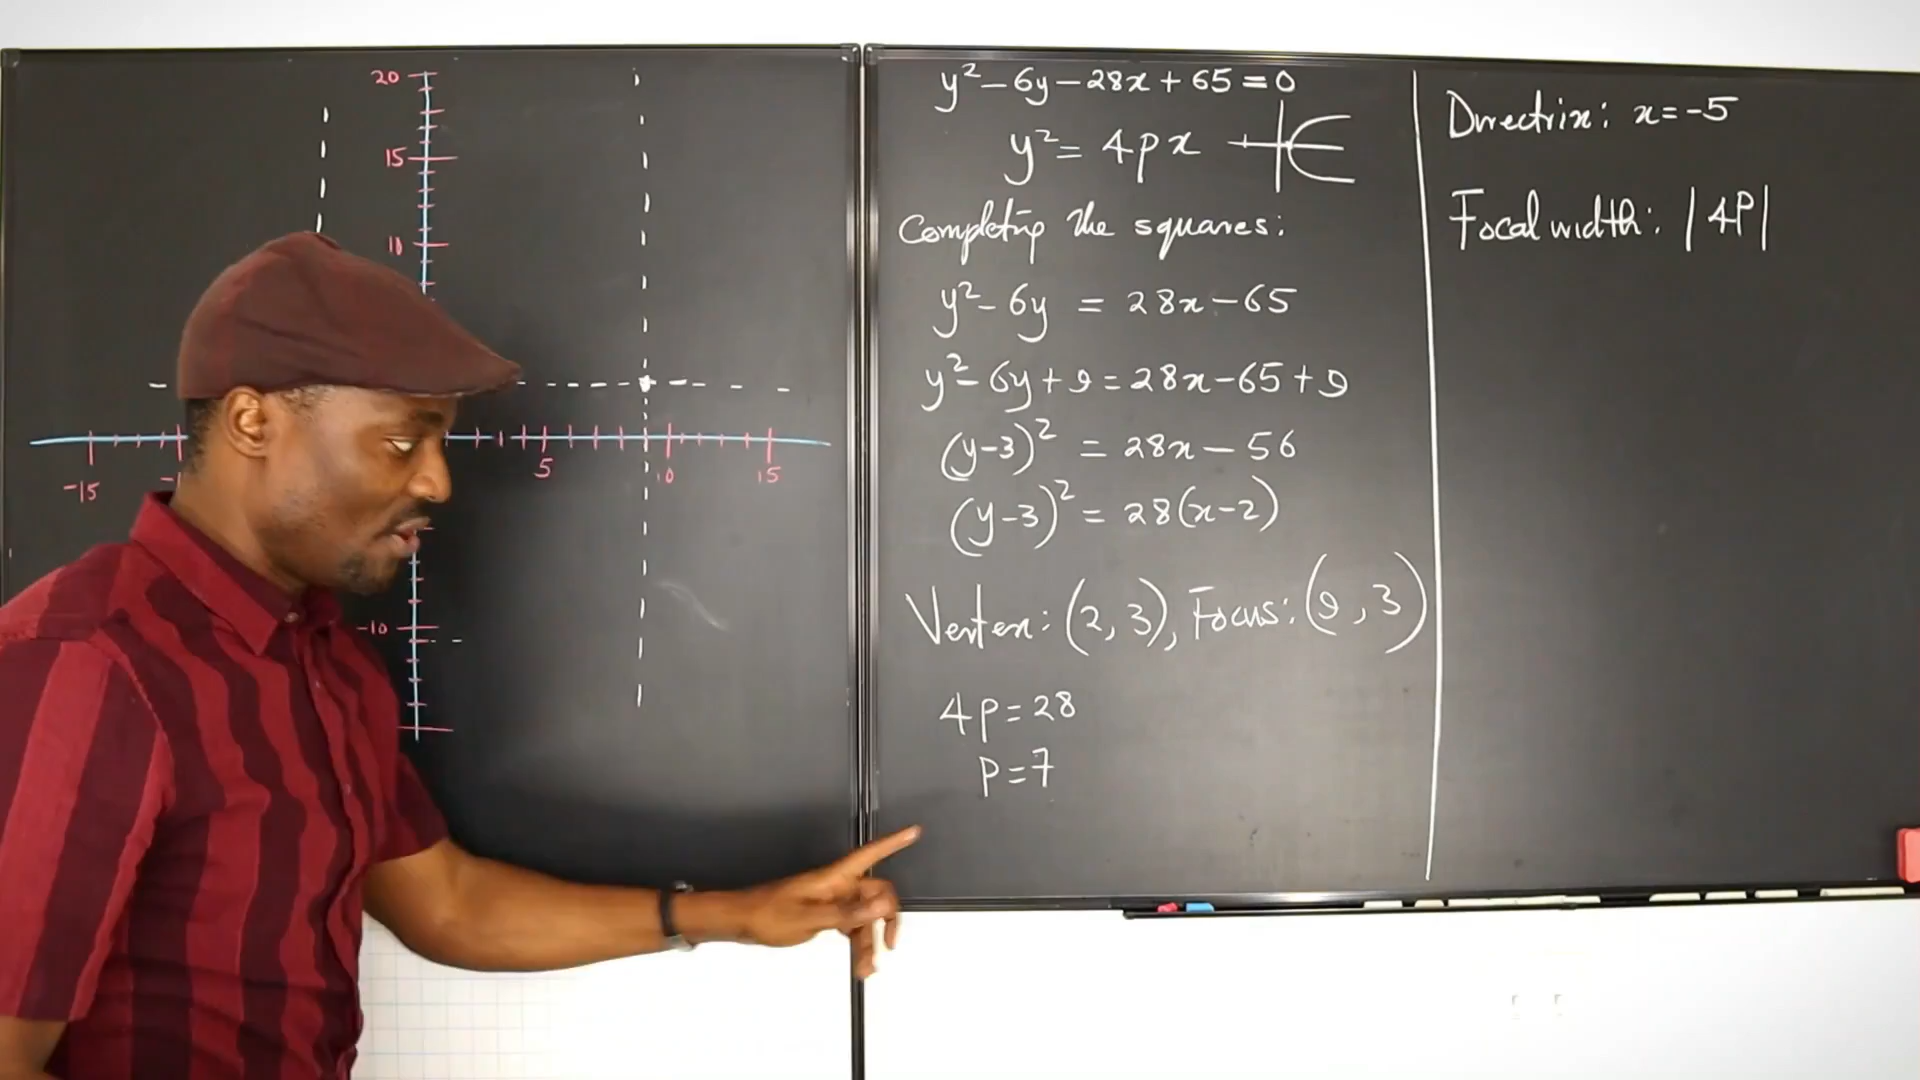 20
15
10
-15
-1
5
10
15
-10
y² - 6y - 28x + 65 = 0
y² = 4px
Completing the squares:
y² - 6y = 28x - 65
y² - 6y + 9 = 28x - 65 + 9
(y-3)² = 28x - 56
(y-3)² = 28(x-2)
Vertex: (2, 3), Focus: (9, 3)
4p = 28
p = 7
Directrix: x = -5
Focal width: |4P|